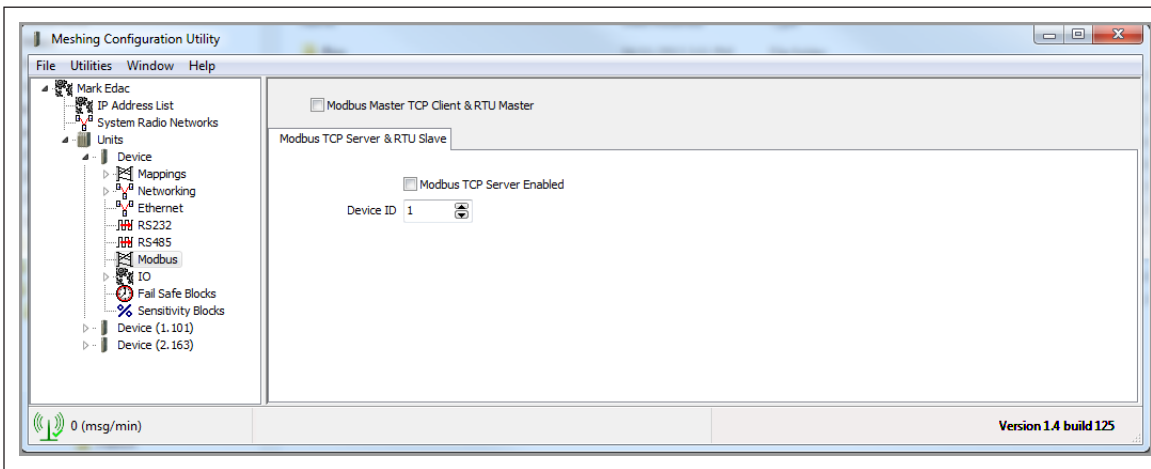 Meshing Configuration Utility
File Utilities Window Help
Mark Edac
IP Address List
System Radio Networks
Units
Device
Mappings
Networking
Ethernet
RS232
RS485
Modbus
IO
Fail Safe Blocks
Sensitivity Blocks
Device (1.101)
Device (2.163)
Modbus Master TCP Client & RTU Master
Modbus TCP Server & RTU Slave
Modbus TCP Server Enabled
Device ID 1
0 (msg/min)
Version 1.4 build 125